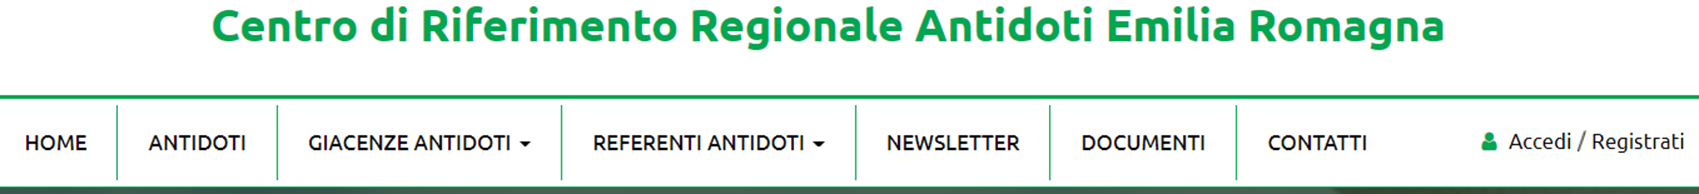 Centro di Riferimento Regionale Antidoti Emilia Romagna
HOME ANTIDOTI GIACENZE ANTIDOTI REFERENTI ANTIDOTI NEWSLETTER DOCUMENTI CONTATTI Accedi / Registrati